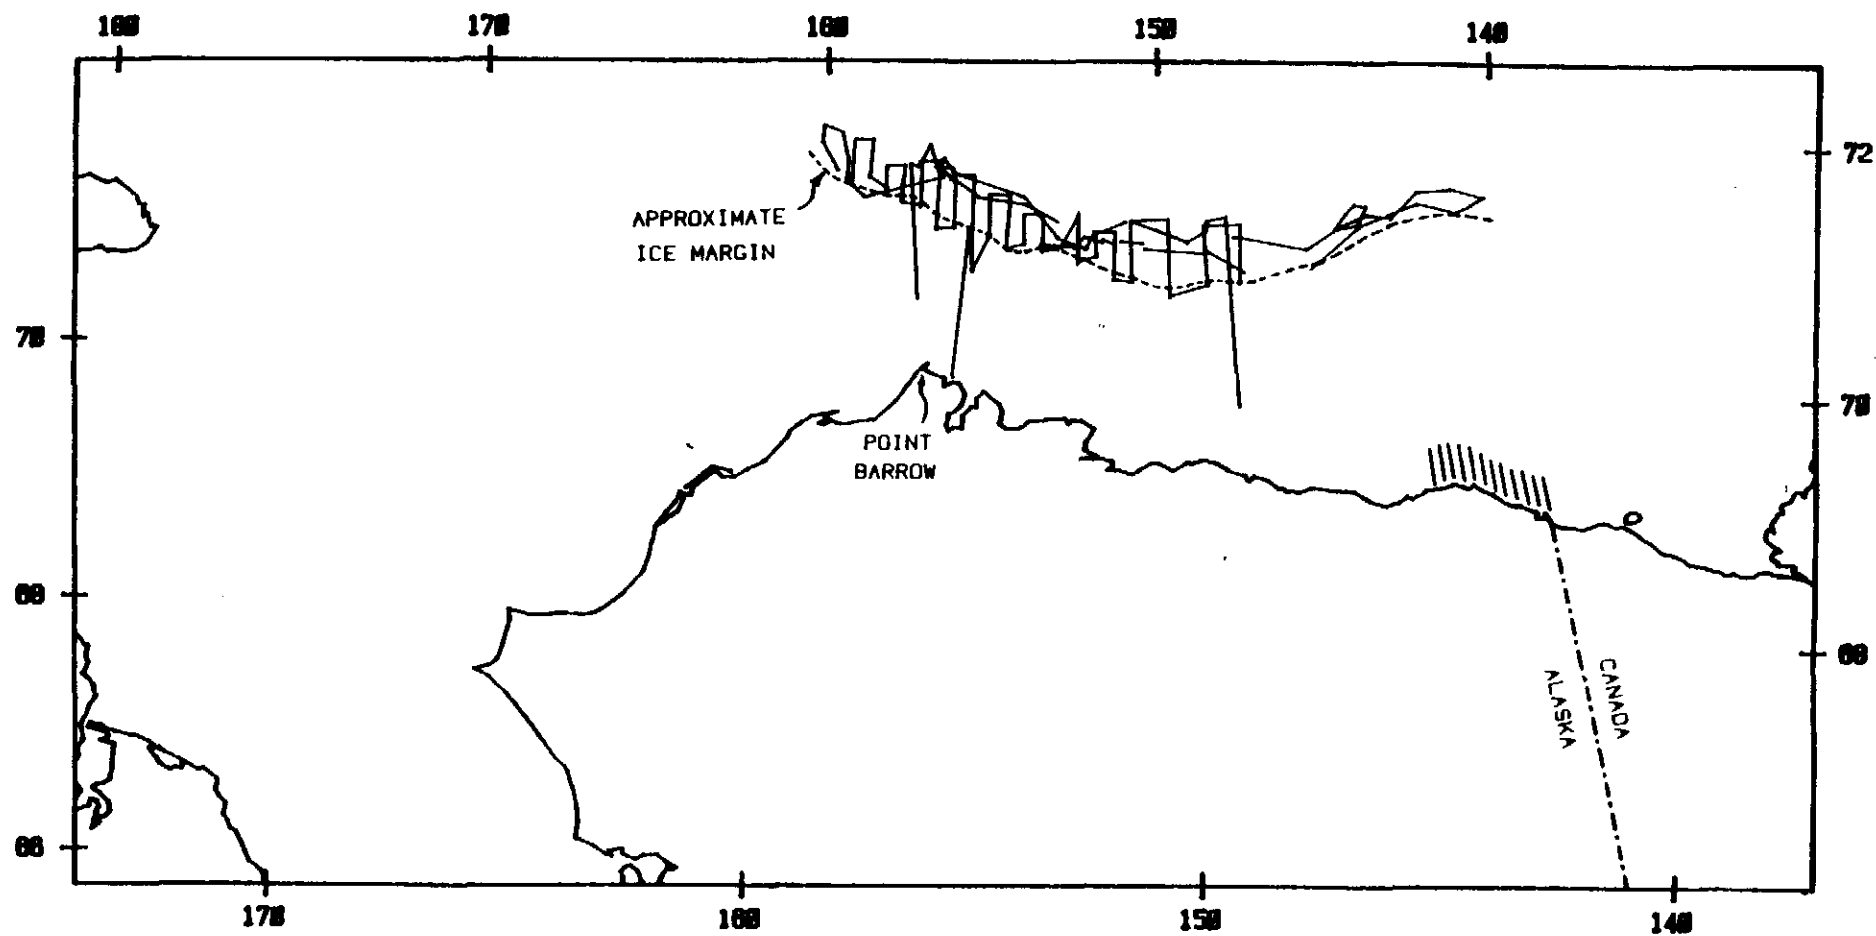 180 170 160 150 140
72
APPROXIMATE
ICE MARGIN
70
70
POINT
BARROW
68
CANADA
68
ALASKA
66
170 160 150 140